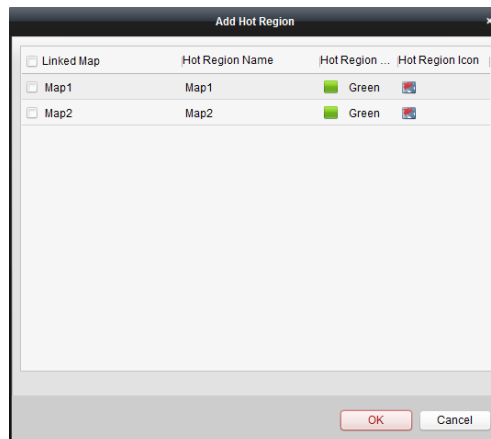 Add Hot Region ×
Linked Map Hot Region Name Hot Region ... Hot Region Icon
Map1 Map1 Green
Map2 Map2 Green
OK Cancel